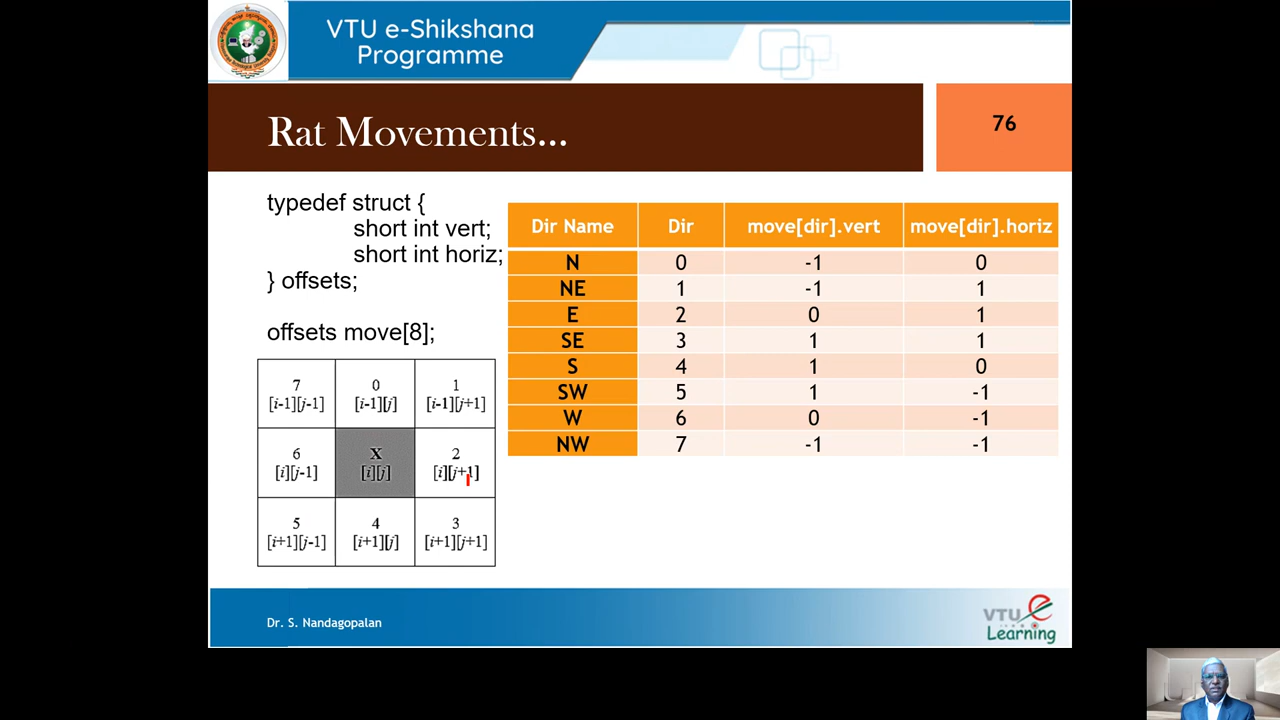 VTU e-Shikshana
Programme
Rat Movements...
76
typedef struct {
short int vert;
short int horiz;
} offsets;
offsets move[8];
Dir Name Dir move[dir].vert move[dir].horiz
N 0 -1 0
NE 1 -1 1
E 2 0 1
SE 3 1 1
S 4 1 0
SW 5 1 -1
W 6 0 -1
NW 7 -1 -1
7 0 1
[i-1][j-1] [i-1][j] [i-1][j+1]
6 X 2
[i][j-1] [i][j] [i][j+1]
5 4 3
[i+1][j-1] [i+1][j] [i+1][j+1]
Dr. S. Nandagopalan
VTU e
Learning